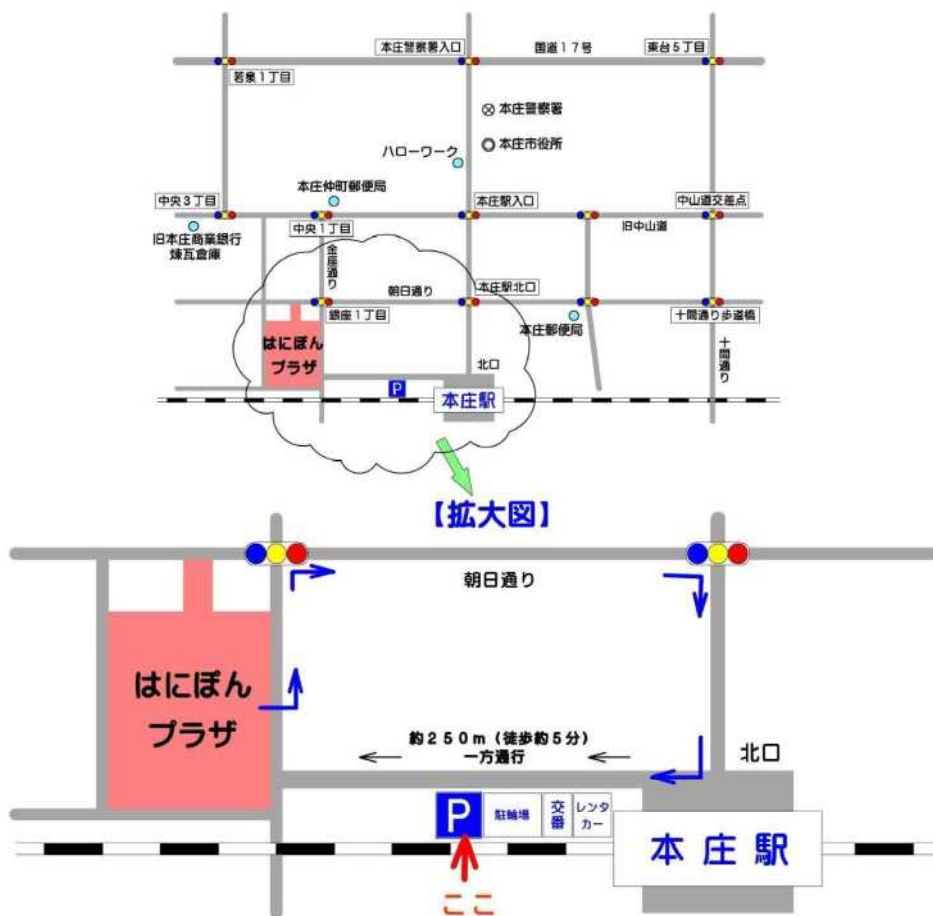 本庄警察署入口
国道17号
東台5丁目
若泉1丁目
本庄警察署
本庄市役所
ハローワーク
本庄仲町郵便局
中央3丁目
本庄駅入口
中山道交差点
中央1丁目
旧中山道
旧本庄商業銀行
煉瓦倉庫
金座通り
朝日通り
本庄駅北口
銀座1丁目
本庄郵便局
十間通り歩道橋
十間通り
はにぽん
プラザ
北口
P
本庄駅
【拡大図】
朝日通り
はにぽん
プラザ
約250m(徒歩約5分)
一方通行
北口
P
駐輪場
交番
レンタ
カー
本庄駅
ここ